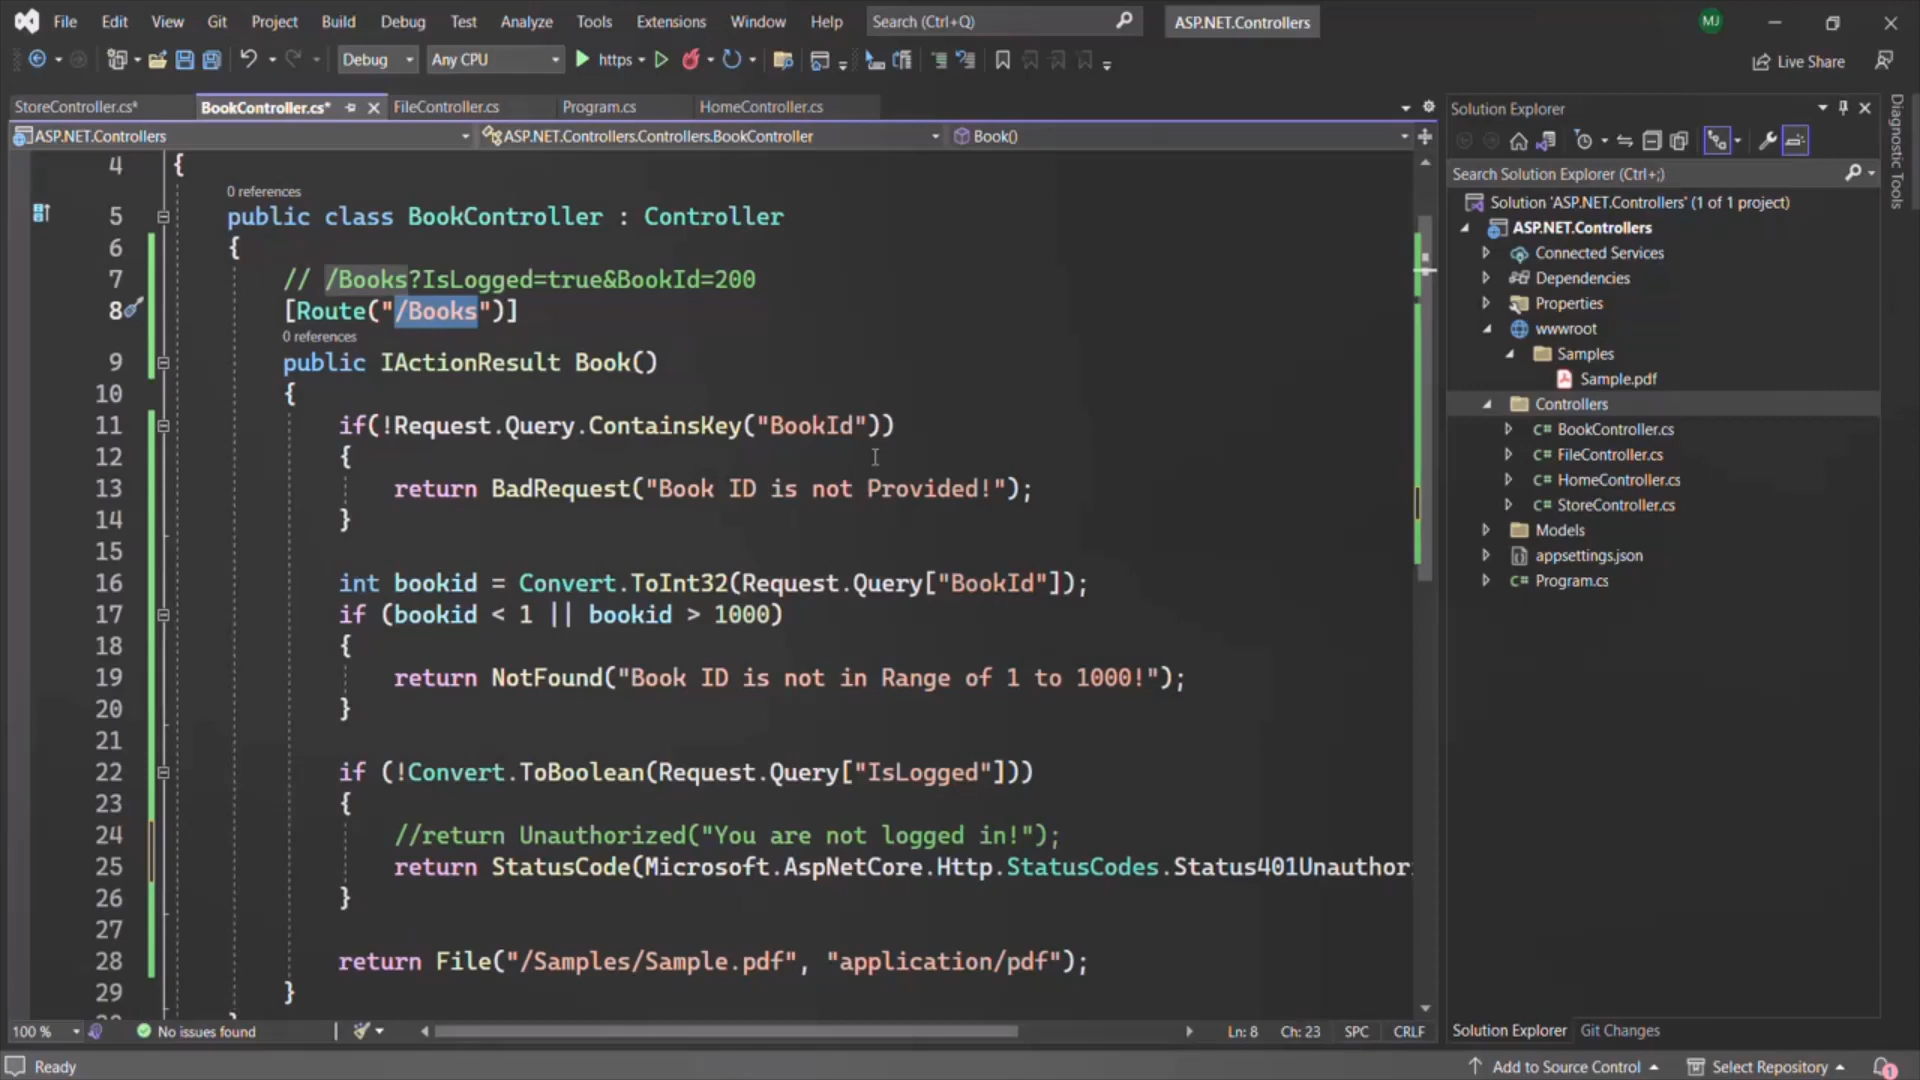 File Edit View Git Project Build Debug Test Analyze Tools Extensions Window Help Search (Ctrl+Q) ASP.NET.Controllers MJ
Debug Any CPU https Live Share
StoreController.cs* BookController.cs* FileController.cs Program.cs HomeController.cs
ASP.NET.Controllers ASP.NET.Controllers.Controllers.BookController Book()
4 {
0 references
5 public class BookController : Controller
6 {
7 // /Books?IsLogged=true&BookId=200
8 [Route("/Books")]
0 references
9 public IActionResult Book()
10 {
11 if(!Request.Query.ContainsKey("BookId"))
12 {
13 return BadRequest("Book ID is not Provided!");
14 }
15
16 int bookid = Convert.ToInt32(Request.Query["BookId"]);
17 if (bookid < 1 || bookid > 1000)
18 {
19 return NotFound("Book ID is not in Range of 1 to 1000!");
20 }
21
22 if (!Convert.ToBoolean(Request.Query["IsLogged"]))
23 {
24 //return Unauthorized("You are not logged in!");
25 return StatusCode(Microsoft.AspNetCore.Http.StatusCodes.Status401Unauthor
26 }
27
28 return File("/Samples/Sample.pdf", "application/pdf");
29 }
100 % No issues found Ln: 8 Ch: 23 SPC CRLF
Solution Explorer
Search Solution Explorer (Ctrl+;)
Solution 'ASP.NET.Controllers' (1 of 1 project)
ASP.NET.Controllers
Connected Services
Dependencies
Properties
wwwroot
Samples
Sample.pdf
Controllers
C# BookController.cs
C# FileController.cs
C# HomeController.cs
C# StoreController.cs
Models
appsettings.json
C# Program.cs
Solution Explorer Git Changes
Diagnostic Tools
Ready Add to Source Control Select Repository 1